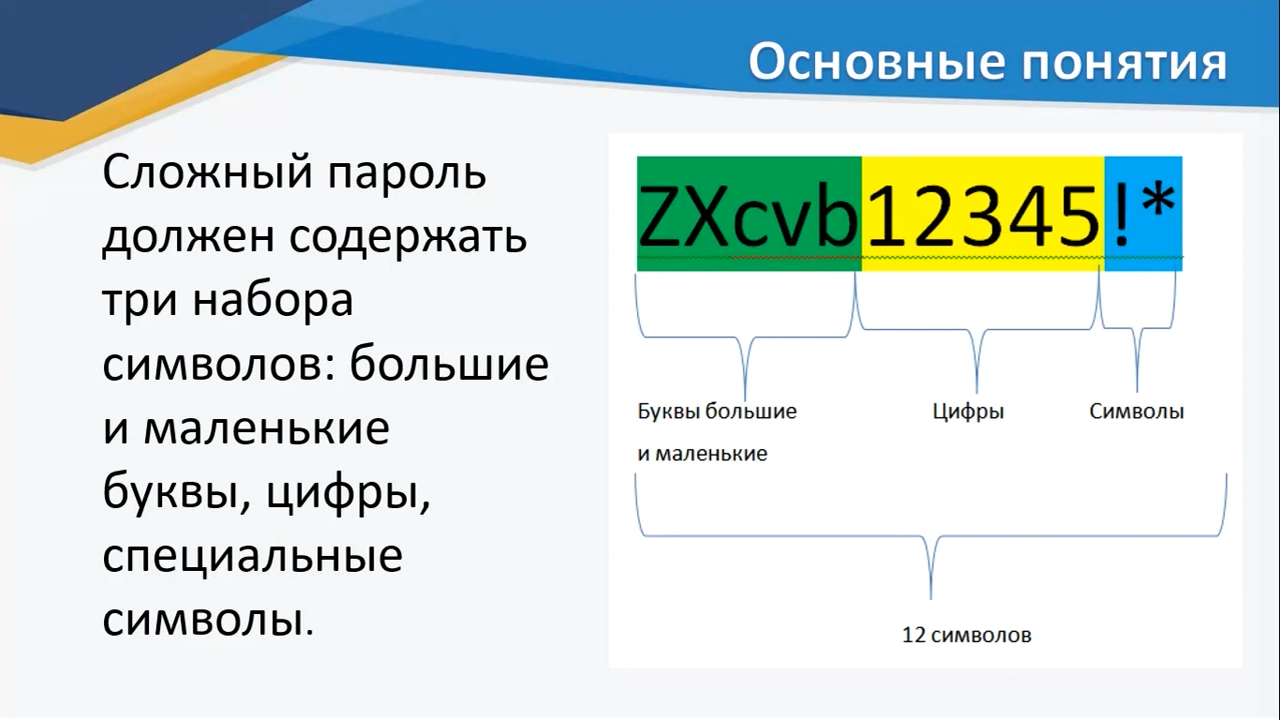 Основные понятия
Сложный пароль
должен содержать
три набора
символов: большие
и маленькие
буквы, цифры,
специальные
символы.
ZXcvb12345!*
Буквы большие
и маленькие
Цифры
Символы
12 символов